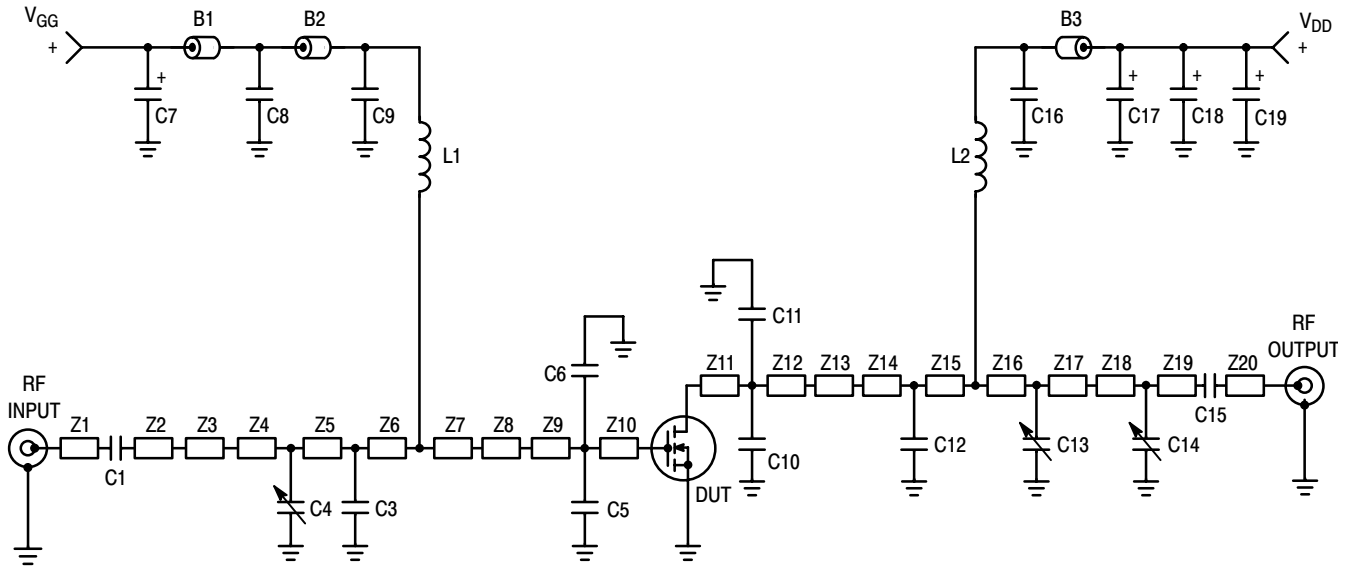 VGG
+
B1
B2
B3
VDD
+
+
C7
C8
C9
C16
+
C17
+
C18
+
C19
L1
L2
C11
C6
RF
INPUT
Z1
C1
Z2
Z3
Z4
Z5
Z6
Z7
Z8
Z9
Z10
Z11
Z12
Z13
Z14
Z15
Z16
Z17
Z18
Z19
C15
Z20
RF
OUTPUT
C4
C3
C5
DUT
C10
C12
C13
C14